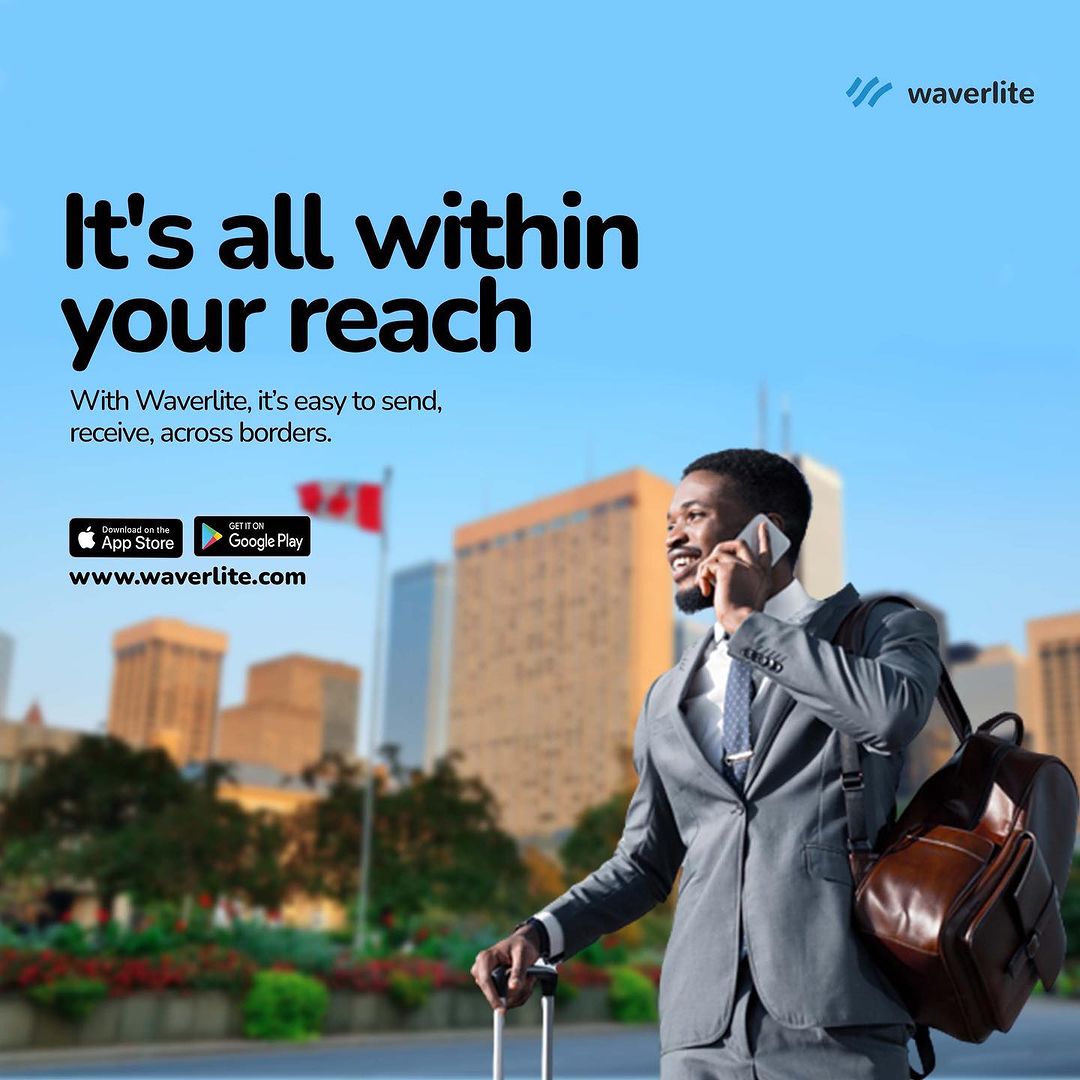 waverlite
It's all within
your reach
With Waverlite, it’s easy to send,
receive, across borders.
Download on the
App Store
GET IT ON
Google Play
www.waverlite.com